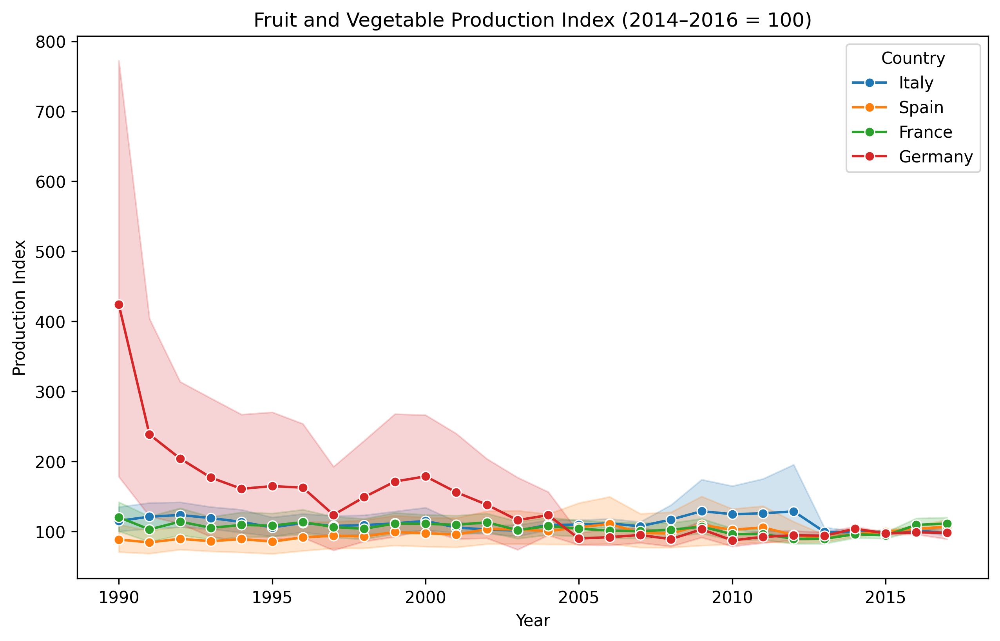 Fruit and Vegetable Production Index (2014–2016 = 100)
800
700
600
500
400
300
200
100
Production Index
Country
Italy
Spain
France
Germany
1990
1995
2000
2005
2010
2015
Year